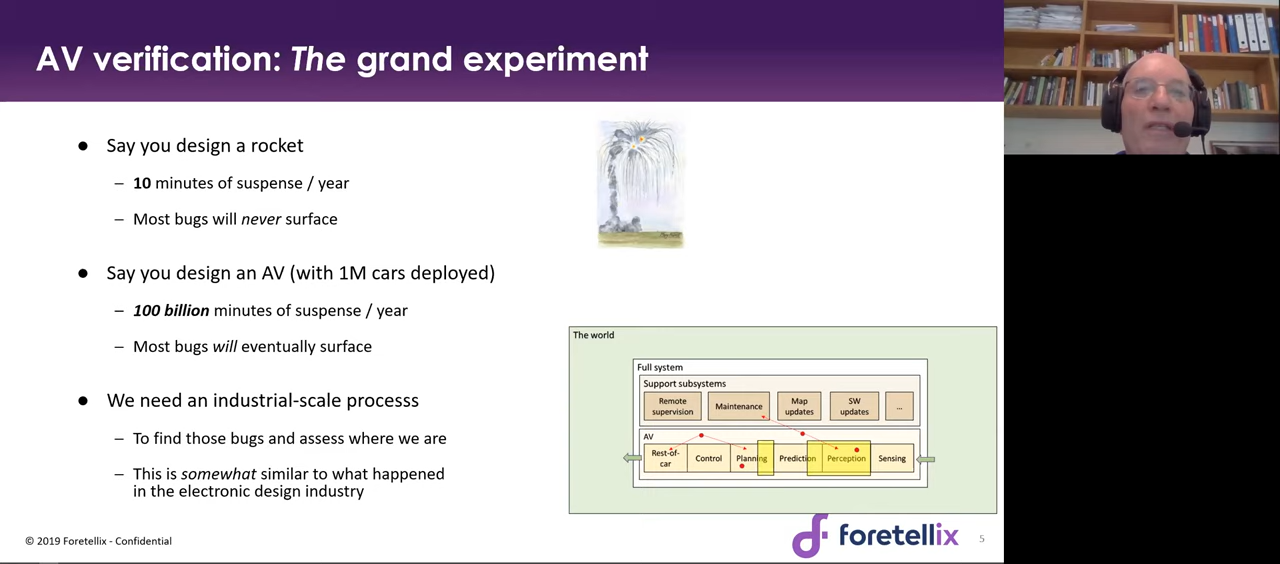 AV verification: The grand experiment
● Say you design a rocket
– 10 minutes of suspense / year
– Most bugs will never surface
● Say you design an AV (with 1M cars deployed)
– 100 billion minutes of suspense / year
– Most bugs will eventually surface
● We need an industrial-scale processs
– To find those bugs and assess where we are
– This is somewhat similar to what happened
in the electronic design industry
The world
Full system
Support subsystems
Remote
supervision
Maintenance
Map
updates
SW
updates
...
AV
Rest-of-
car
Control
Planning
Prediction
Perception
Sensing
© 2019 Foretellix - Confidential
foretellix
5